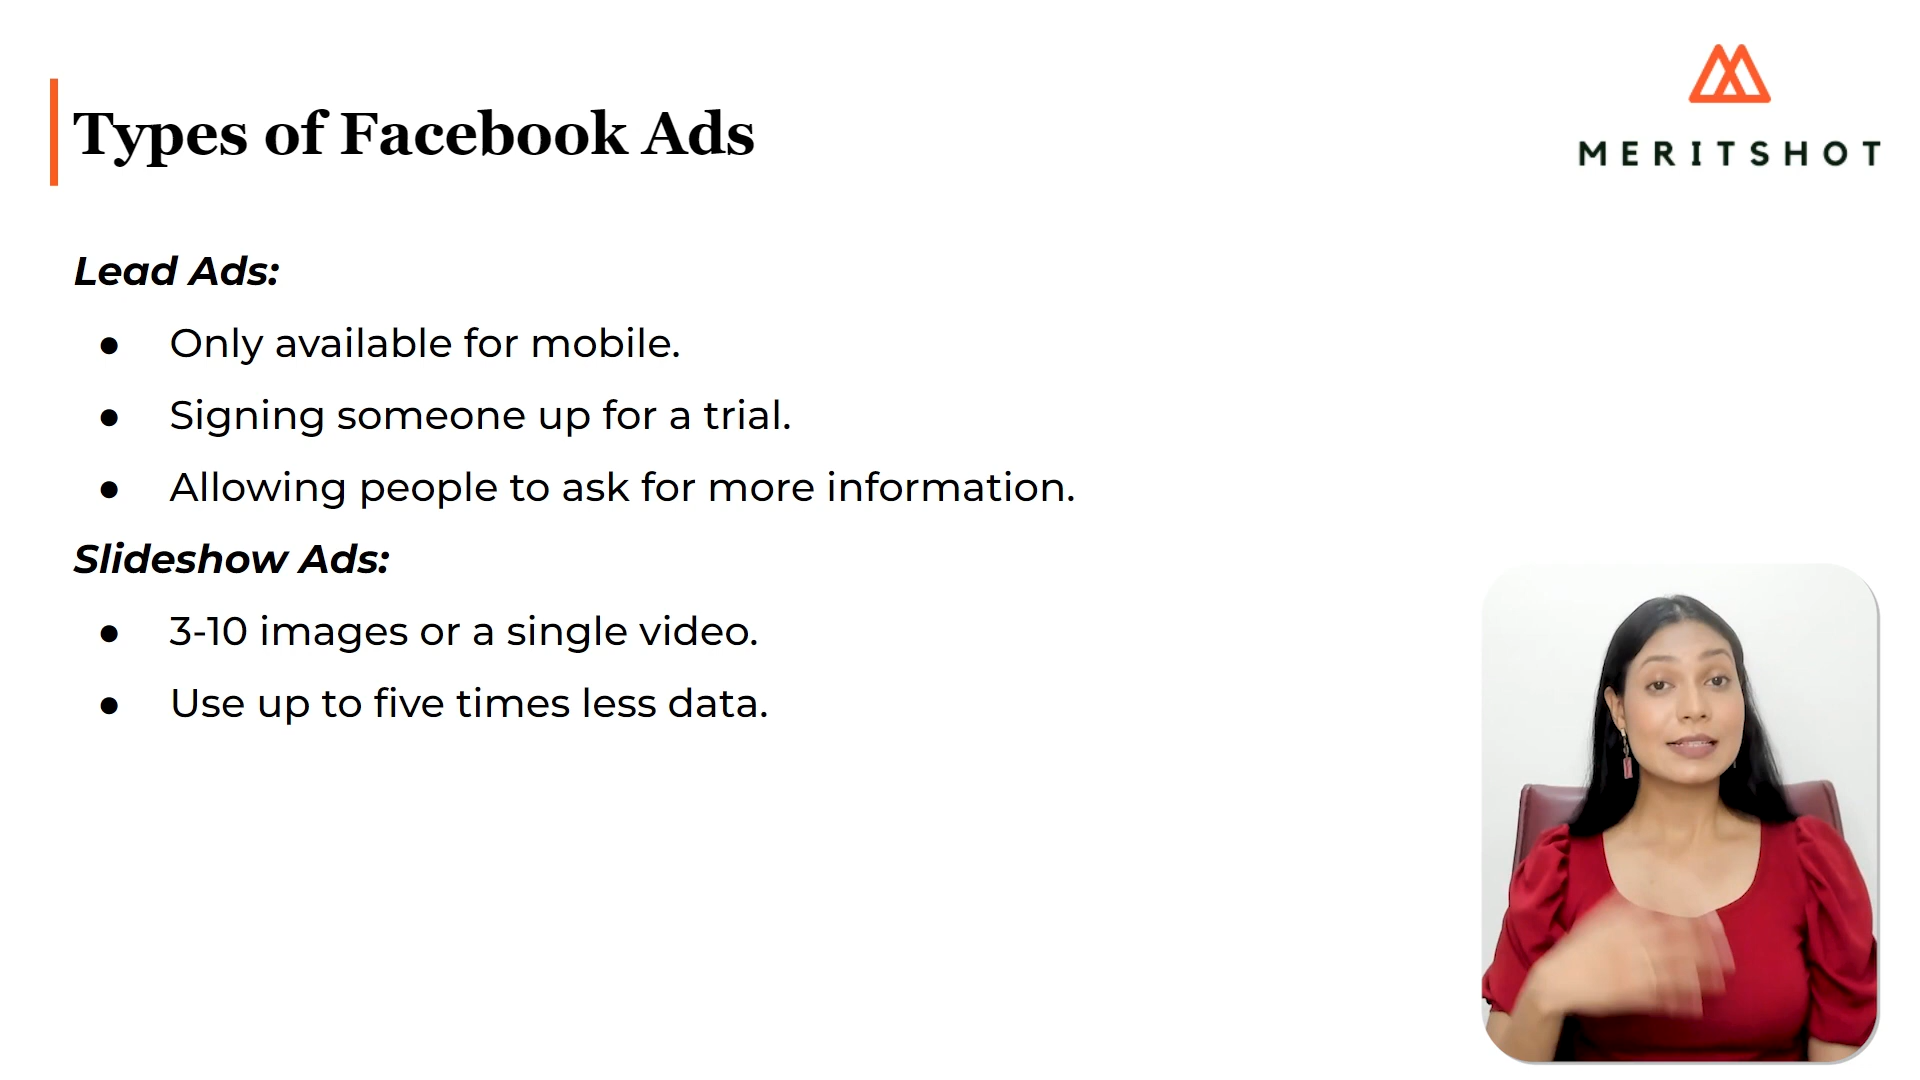 Types of Facebook Ads
MERITSHOT
Lead Ads:
● Only available for mobile.
● Signing someone up for a trial.
● Allowing people to ask for more information.
Slideshow Ads:
● 3-10 images or a single video.
● Use up to five times less data.